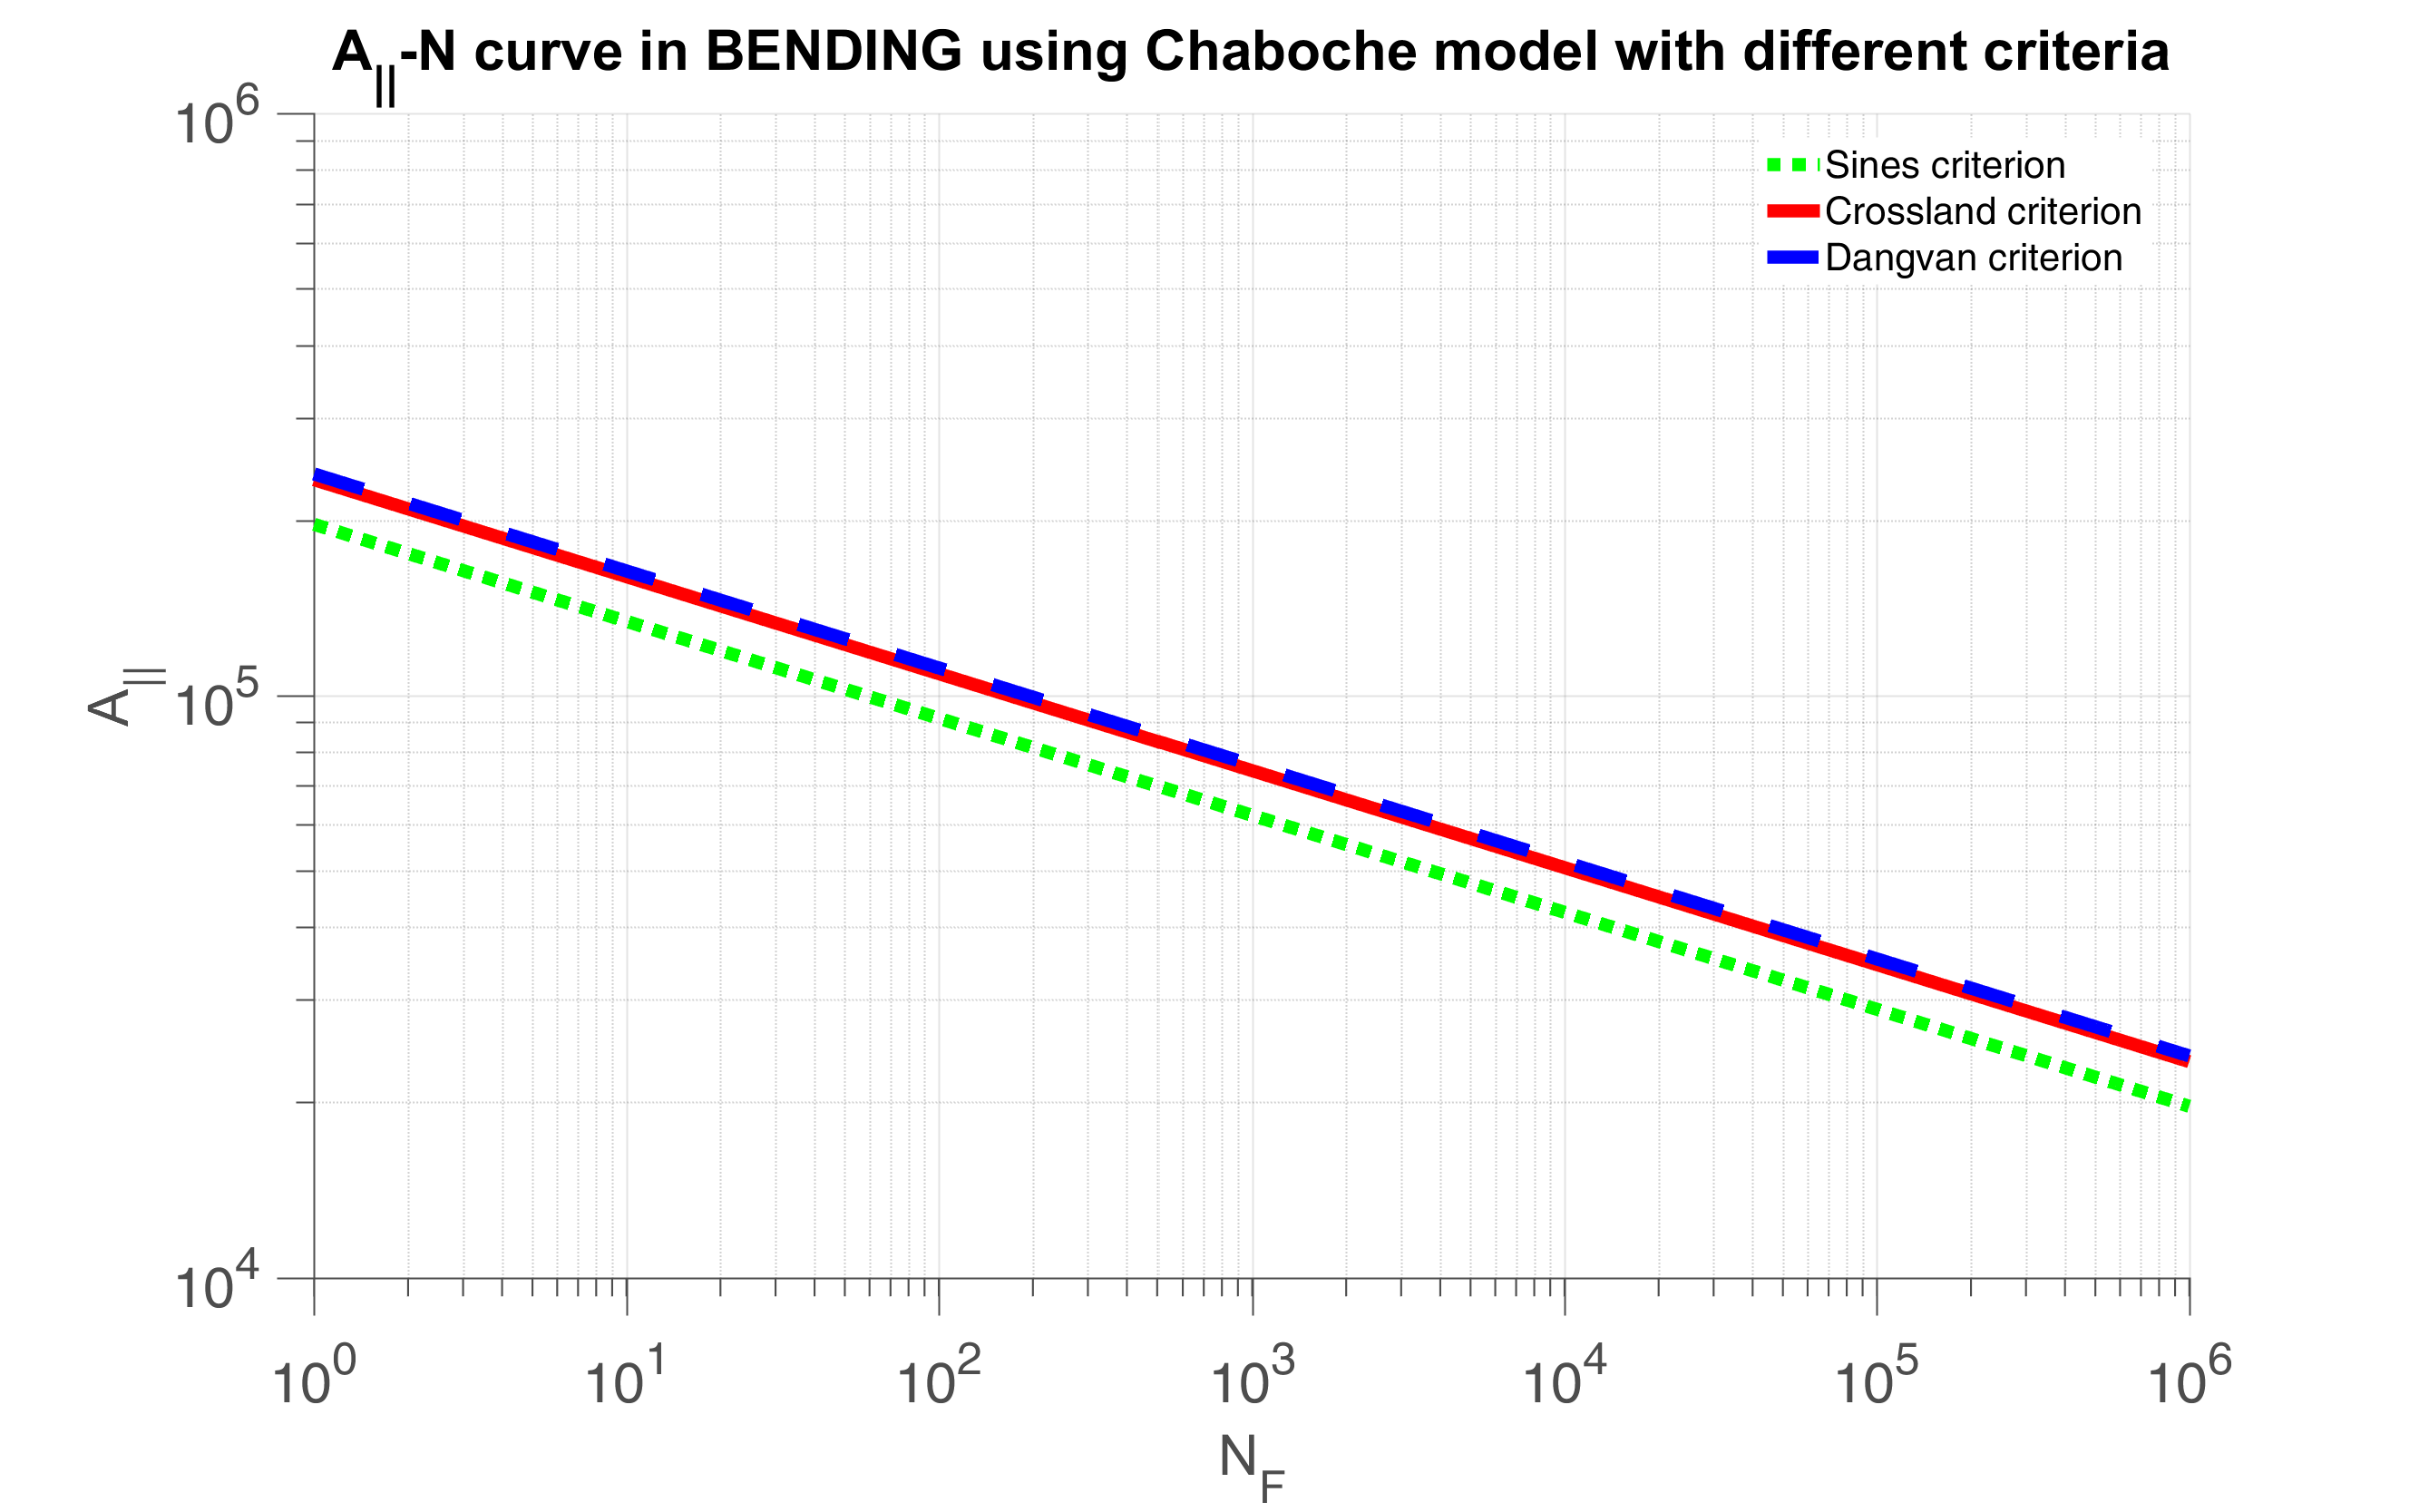 A||-N curve in BENDING using Chaboche model with different criteria
Sines criterion
Crossland criterion
Dangvan criterion
A||
10^6
10^5
10^4
10^0 10^1 10^2 10^3 10^4 10^5 10^6
N_F